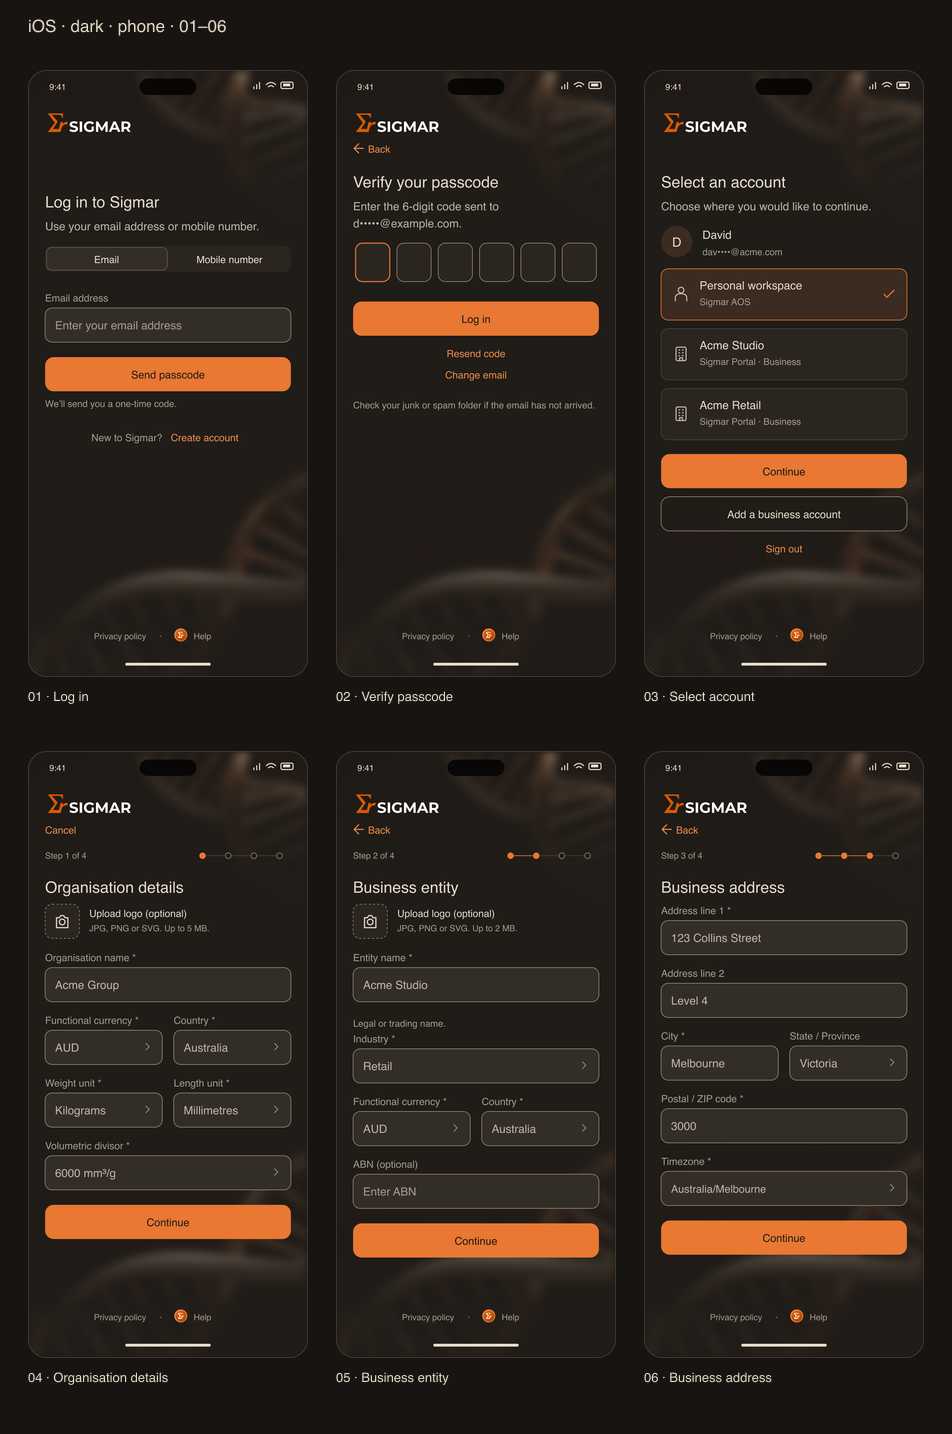 iOS · dark · phone · 01–06
9:41
SIGMAR
Log in to Sigmar
Use your email address or mobile number.
Email
Mobile number
Email address
Enter your email address
Send passcode
We'll send you a one-time code.
New to Sigmar? Create account
Privacy policy · Help
01 · Log in
9:41
SIGMAR
Back
Verify your passcode
Enter the 6-digit code sent to
d•••••@example.com.
Log in
Resend code
Change email
Check your junk or spam folder if the email has not arrived.
Privacy policy · Help
02 · Verify passcode
9:41
SIGMAR
Select an account
Choose where you would like to continue.
D
David
dav••••@acme.com
Personal workspace
Sigmar AOS
Acme Studio
Sigmar Portal · Business
Acme Retail
Sigmar Portal · Business
Continue
Add a business account
Sign out
Privacy policy · Help
03 · Select account
9:41
SIGMAR
Cancel
Step 1 of 4
Organisation details
Upload logo (optional)
JPG, PNG or SVG. Up to 5 MB.
Organisation name *
Acme Group
Functional currency * Country *
AUD Australia
Weight unit * Length unit *
Kilograms Millimetres
Volumetric divisor *
6000 mm³/g
Continue
Privacy policy · Help
04 · Organisation details
9:41
SIGMAR
Back
Step 2 of 4
Business entity
Upload logo (optional)
JPG, PNG or SVG. Up to 2 MB.
Entity name *
Acme Studio
Legal or trading name.
Industry *
Retail
Functional currency * Country *
AUD Australia
ABN (optional)
Enter ABN
Continue
Privacy policy · Help
05 · Business entity
9:41
SIGMAR
Back
Step 3 of 4
Business address
Address line 1 *
123 Collins Street
Address line 2
Level 4
City * State / Province
Melbourne Victoria
Postal / ZIP code *
3000
Timezone *
Australia/Melbourne
Continue
Privacy policy · Help
06 · Business address